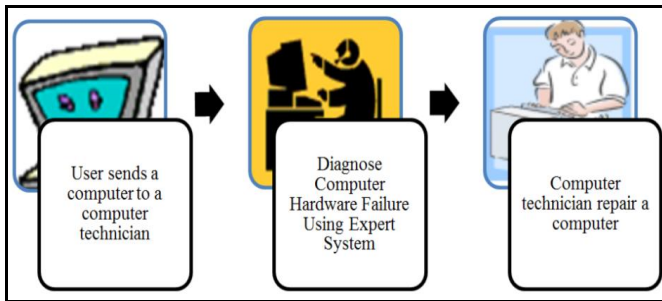 User sends a
computer to a
computer
technician
Diagnose
Computer
Hardware Failure
Using Expert
System
Computer
technician repair a
computer